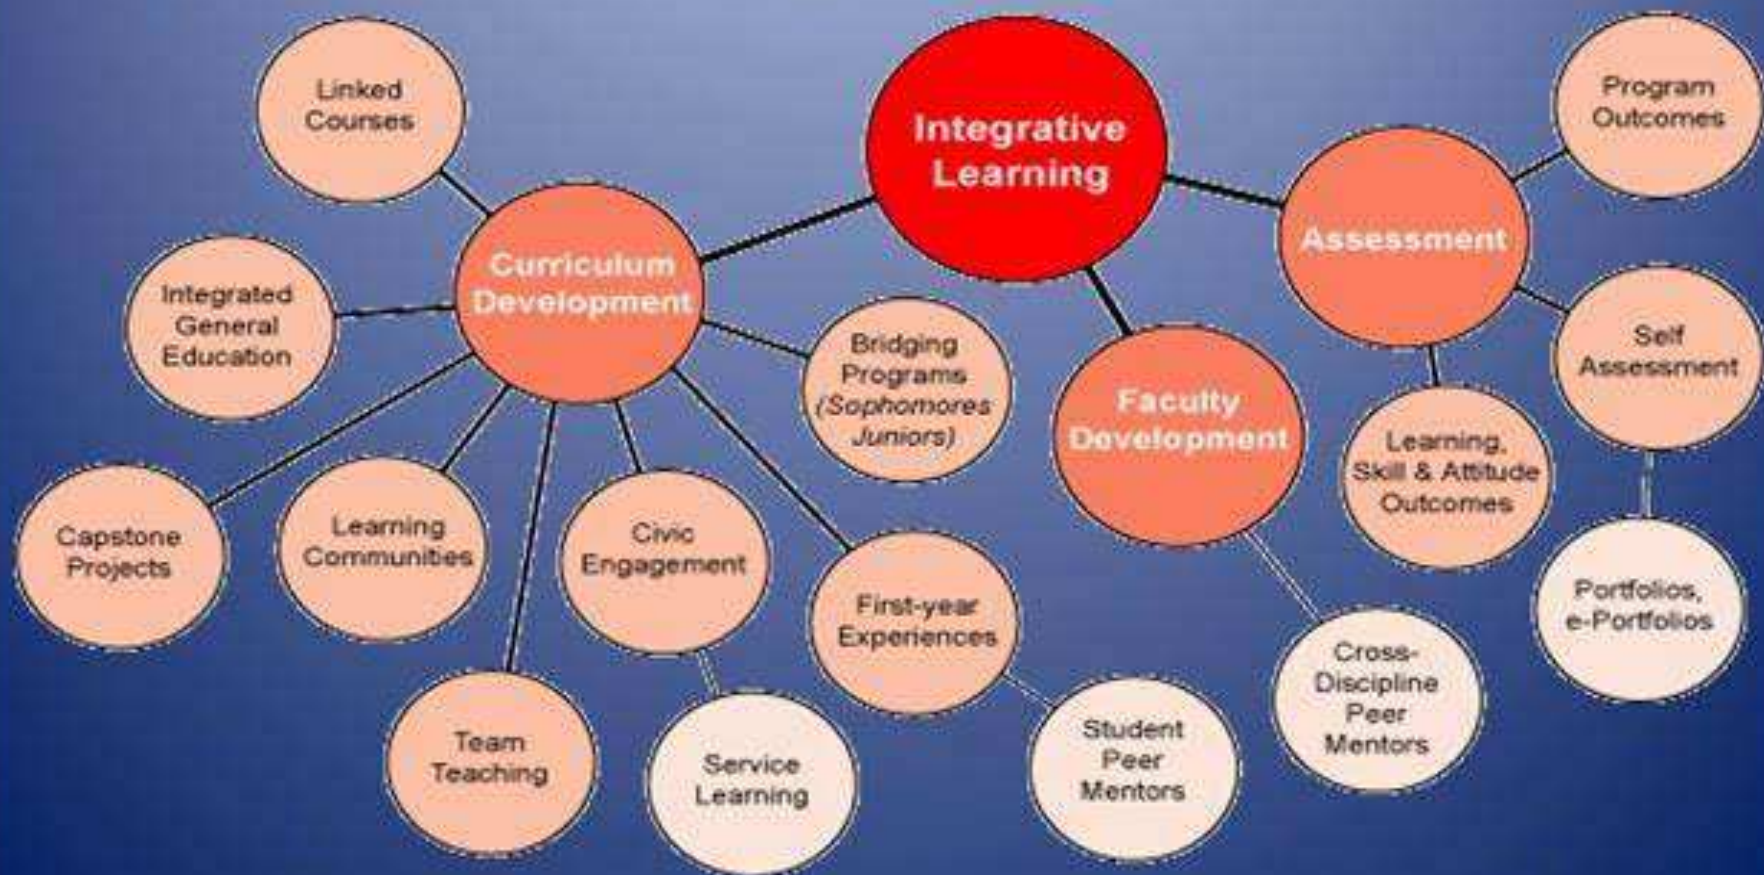 Integrative
Learning
Curriculum
Development
Linked
Courses
Integrated
General
Education
Capstone
Projects
Learning
Communities
Team
Teaching
Civic
Engagement
Service
Learning
First-year
Experiences
Student
Peer
Mentors
Bridging
Programs
(Sophomores
Juniors)
Faculty
Development
Cross-
Discipline
Peer
Mentors
Assessment
Program
Outcomes
Self
Assessment
Portfolios,
e-Portfolios
Learning,
Skill & Attitude
Outcomes